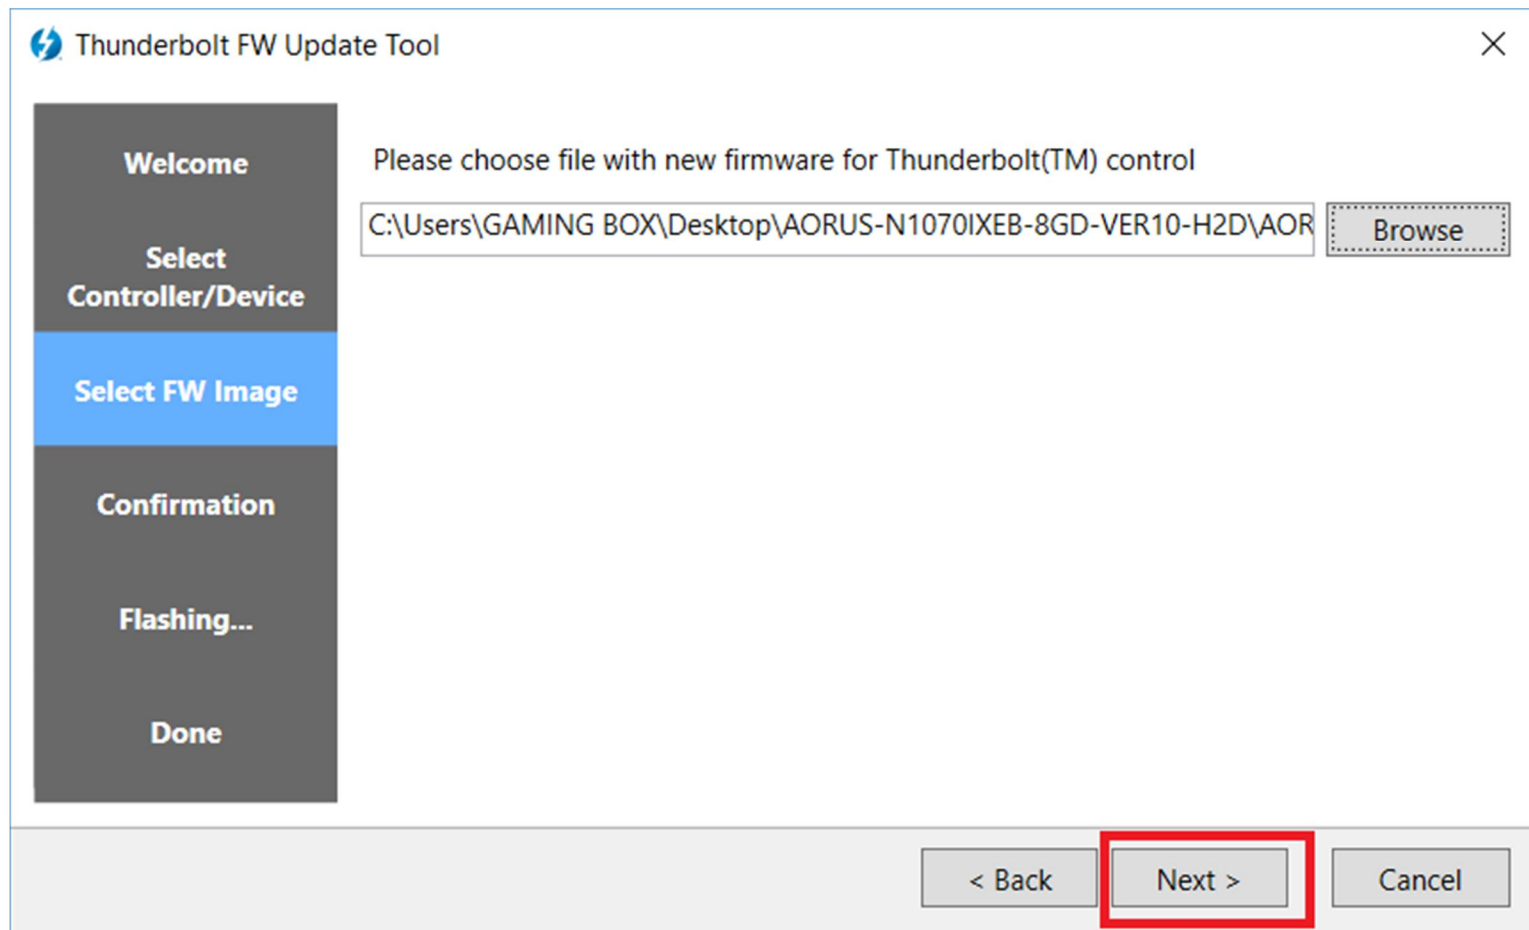 Thunderbolt FW Update Tool
Welcome
Select
Controller/Device
Select FW Image
Confirmation
Flashing...
Done
Please choose file with new firmware for Thunderbolt(TM) control
C:\Users\GAMING BOX\Desktop\AORUS-N1070IXEB-8GD-VER10-H2D\AOR
Browse
< Back
Next >
Cancel